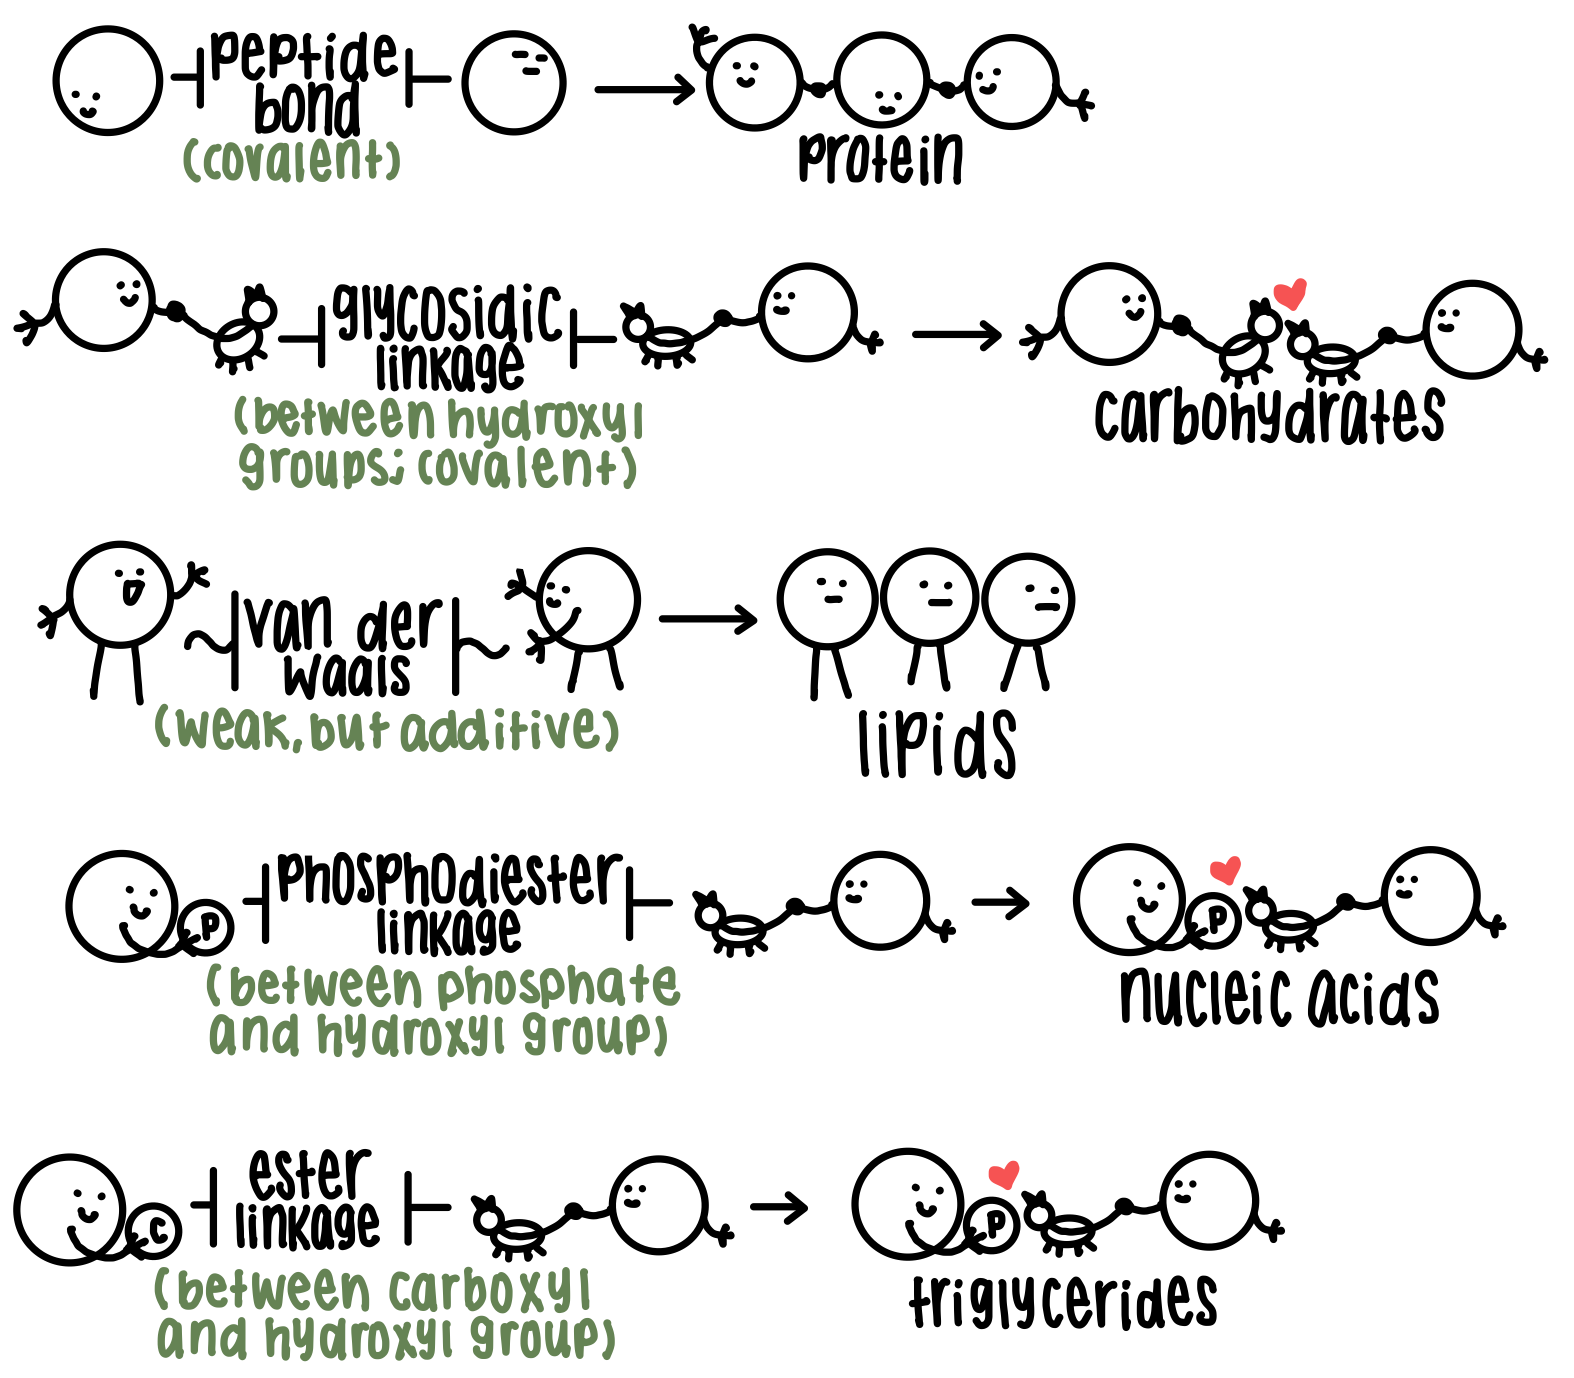 peptide
bond
(covalent)
protein
glycosidic
linkage
(between hydroxyl
groups; covalent)
carbohydrates
van der
waals
(weak, but additive)
lipids
P
phosphodiester
linkage
(between phosphate
and hydroxyl group)
P
nucleic acids
C
ester
linkage
(between carboxyl
and hydroxyl group)
P
triglycerides